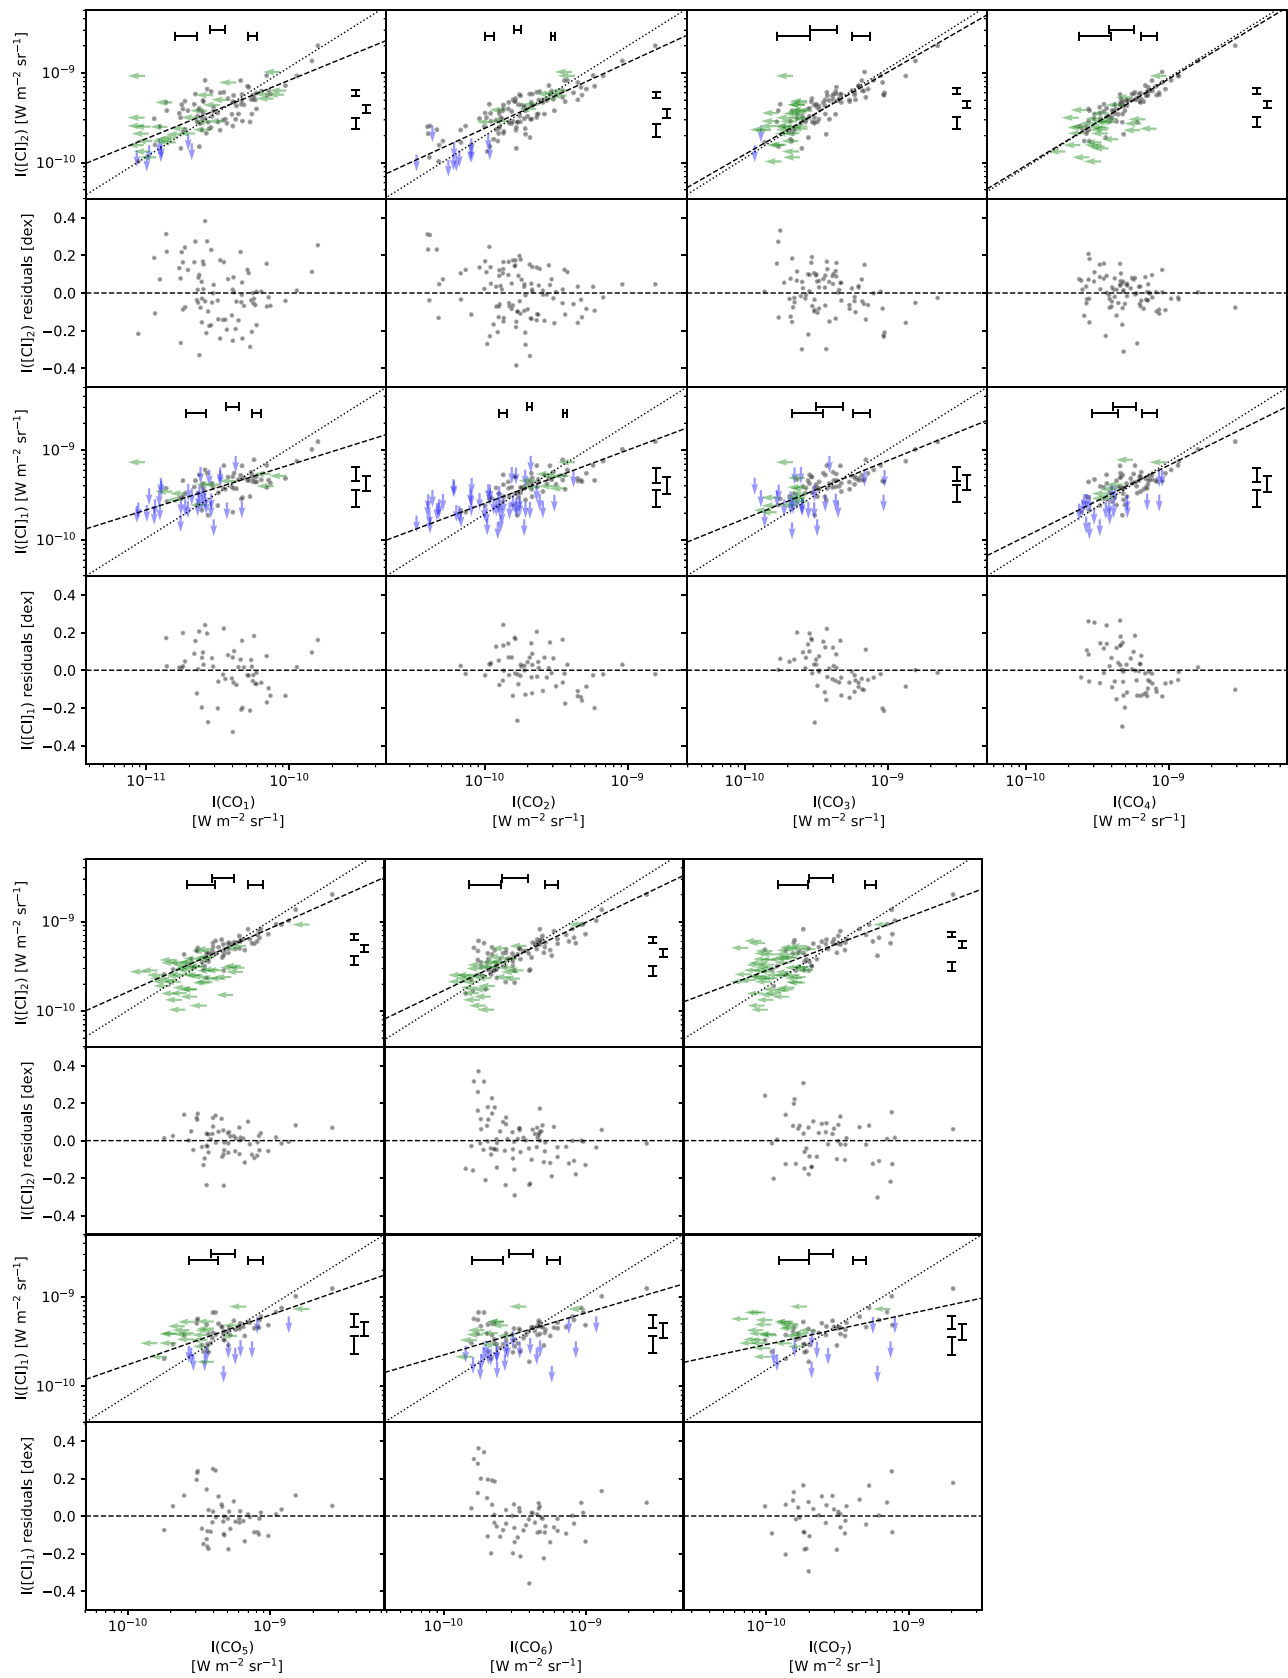 I([CI]₂) [W m⁻² sr⁻¹]
10⁻⁹
10⁻¹⁰
I([CI]₂) residuals [dex]
0.4
0.2
0.0
−0.2
−0.4
I([CI]₁) [W m⁻² sr⁻¹]
10⁻⁹
10⁻¹⁰
I([CI]₁) residuals [dex]
0.4
0.2
0.0
−0.2
−0.4
10⁻¹¹ 10⁻¹⁰ 10⁻¹⁰ 10⁻⁹ 10⁻¹⁰ 10⁻⁹ 10⁻¹⁰ 10⁻⁹
I(CO₁) I(CO₂) I(CO₃) I(CO₄)
[W m⁻² sr⁻¹] [W m⁻² sr⁻¹] [W m⁻² sr⁻¹] [W m⁻² sr⁻¹]
I([CI]₂) [W m⁻² sr⁻¹]
10⁻⁹
10⁻¹⁰
I([CI]₂) residuals [dex]
0.4
0.2
0.0
−0.2
−0.4
I([CI]₁) [W m⁻² sr⁻¹]
10⁻⁹
10⁻¹⁰
I([CI]₁) residuals [dex]
0.4
0.2
0.0
−0.2
−0.4
10⁻¹⁰ 10⁻⁹ 10⁻¹⁰ 10⁻⁹ 10⁻¹⁰ 10⁻⁹
I(CO₅) I(CO₆) I(CO₇)
[W m⁻² sr⁻¹] [W m⁻² sr⁻¹] [W m⁻² sr⁻¹]